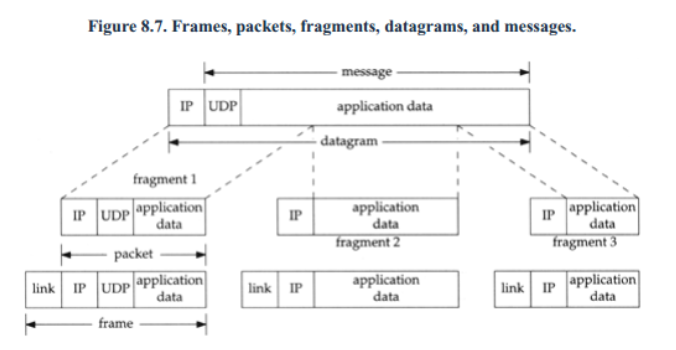 Figure 8.7. Frames, packets, fragments, datagrams, and messages.
message
IP UDP application data
datagram
fragment 1
IP UDP application data
IP application data
IP application data
fragment 2
fragment 3
packet
link IP UDP application data
link IP application data
link IP application data
frame